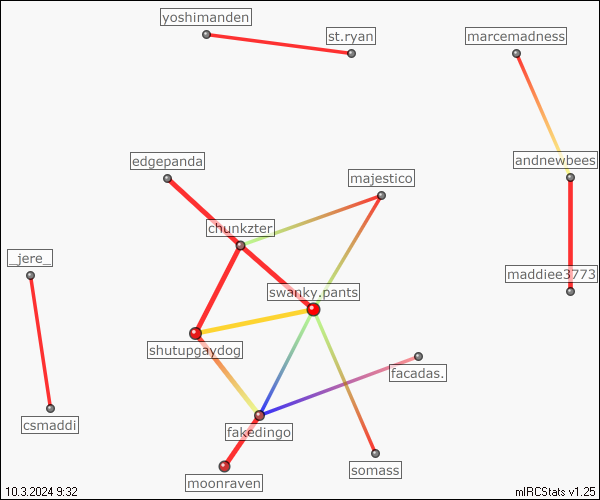 yoshimanden
st.ryan
marcemadness
edgepanda
andnewbees
majestico
chunkzter
_jere_
maddiee3773
swanky.pants
shutupgaydog
facadas.
csmaddi
fakedingo
somass
moonraven
10.3.2024 9:32
mIRCStats v1.25